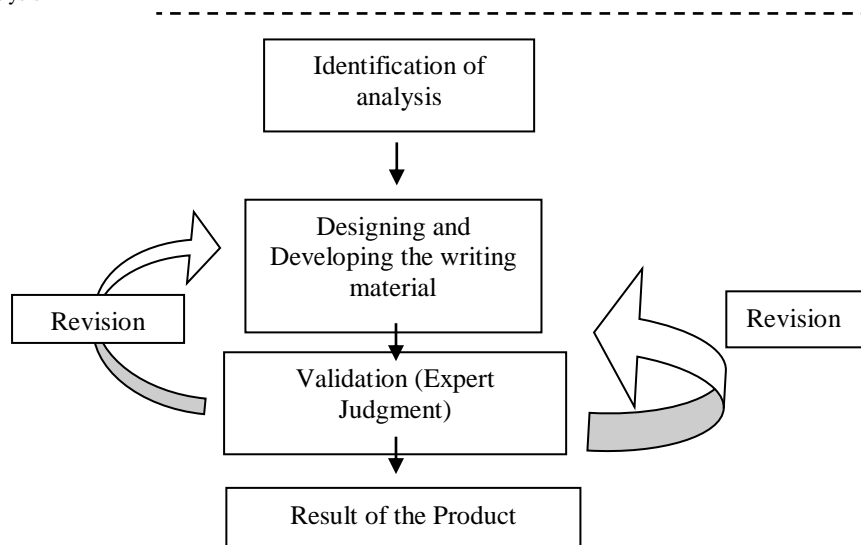 Identification of
analysis
Designing and
Developing the writing
material
Revision
Revision
Validation (Expert
Judgment)
Result of the Product